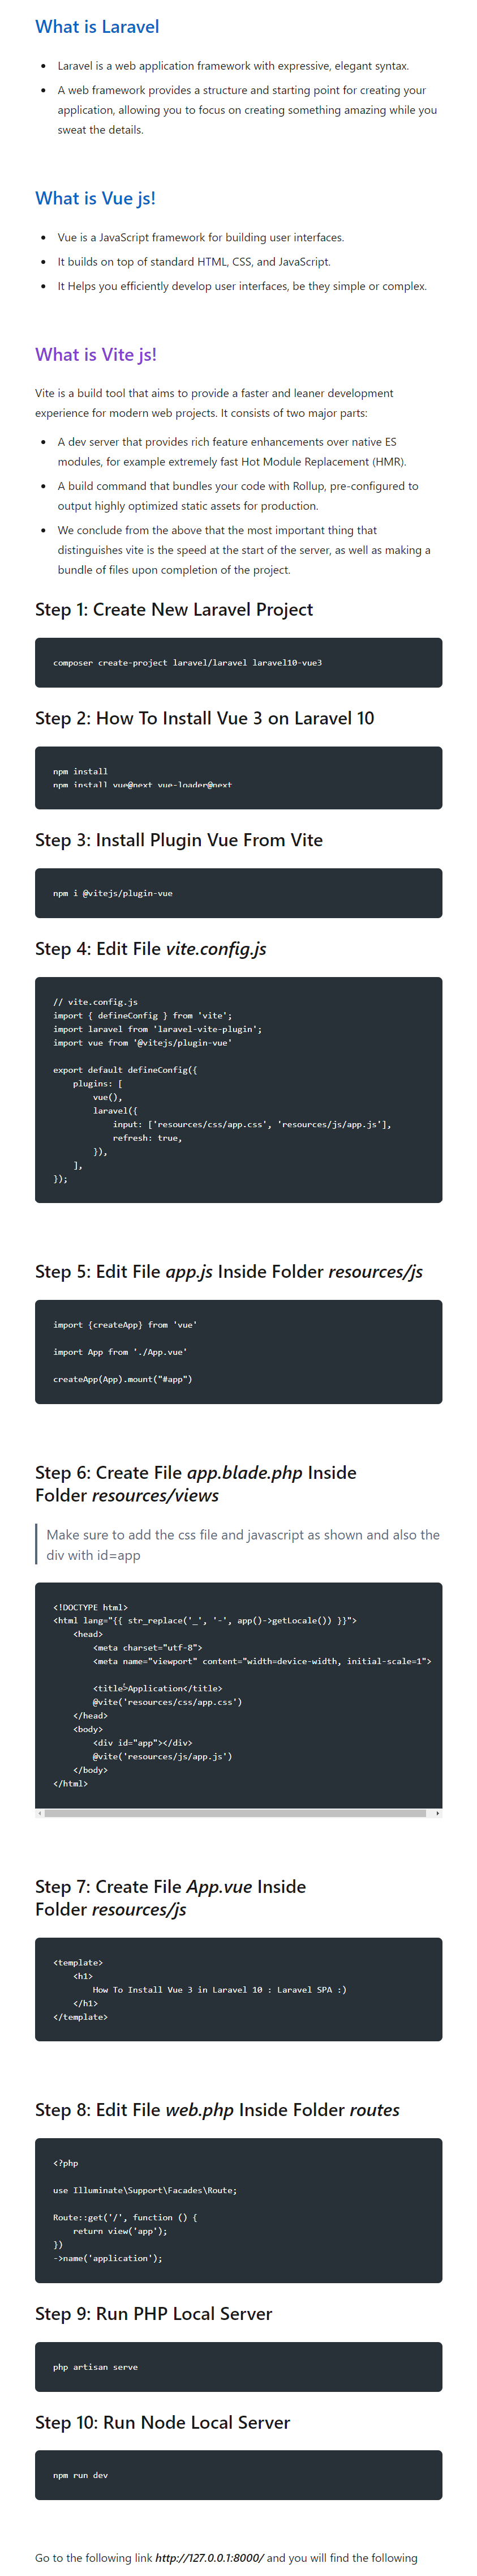 What is Laravel
• Laravel is a web application framework with expressive, elegant syntax.
• A web framework provides a structure and starting point for creating your
application, allowing you to focus on creating something amazing while you
sweat the details.
What is Vue js!
• Vue is a JavaScript framework for building user interfaces.
• It builds on top of standard HTML, CSS, and JavaScript.
• It Helps you efficiently develop user interfaces, be they simple or complex.
What is Vite js!
Vite is a build tool that aims to provide a faster and leaner development
experience for modern web projects. It consists of two major parts:
• A dev server that provides rich feature enhancements over native ES
modules, for example extremely fast Hot Module Replacement (HMR).
• A build command that bundles your code with Rollup, pre-configured to
output highly optimized static assets for production.
• We conclude from the above that the most important thing that
distinguishes vite is the speed at the start of the server, as well as making a
bundle of files upon completion of the project.
Step 1: Create New Laravel Project
composer create-project laravel/laravel laravel10-vue3
Step 2: How To Install Vue 3 on Laravel 10
npm install
npm install vue@next vue-loader@next
Step 3: Install Plugin Vue From Vite
npm i @vitejs/plugin-vue
Step 4: Edit File vite.config.js
// vite.config.js
import { defineConfig } from 'vite';
import laravel from 'laravel-vite-plugin';
import vue from '@vitejs/plugin-vue'
export default defineConfig({
    plugins: [
        vue(),
        laravel({
            input: ['resources/css/app.css', 'resources/js/app.js'],
            refresh: true,
        }),
    ],
});
Step 5: Edit File app.js Inside Folder resources/js
import {createApp} from 'vue'
import App from './App.vue'
createApp(App).mount("#app")
Step 6: Create File app.blade.php Inside
Folder resources/views
Make sure to add the css file and javascript as shown and also the
div with id=app
<!DOCTYPE html>
<html lang="{{ str_replace('_', '-', app()->getLocale()) }}">
    <head>
        <meta charset="utf-8">
        <meta name="viewport" content="width=device-width, initial-scale=1">
        <title>Application</title>
        @vite('resources/css/app.css')
    </head>
    <body>
        <div id="app"></div>
        @vite('resources/js/app.js')
    </body>
</html>
Step 7: Create File App.vue Inside
Folder resources/js
<template>
    <h1>
        How To Install Vue 3 in Laravel 10 : Laravel SPA :)
    </h1>
</template>
Step 8: Edit File web.php Inside Folder routes
<?php
use Illuminate\Support\Facades\Route;
Route::get('/', function () {
    return view('app');
})
->name('application');
Step 9: Run PHP Local Server
php artisan serve
Step 10: Run Node Local Server
npm run dev
Go to the following link http://127.0.0.1:8000/ and you will find the following